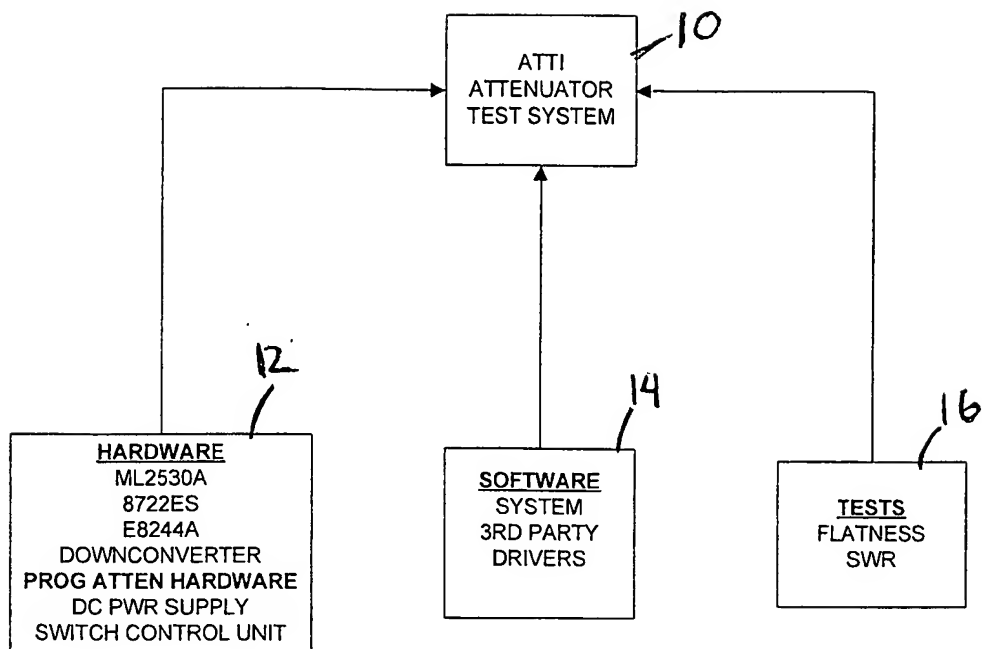 10
ATTI
ATTENUATOR
TEST SYSTEM
12
HARDWARE
ML2530A
8722ES
E8244A
DOWNCONVERTER
PROG ATTEN HARDWARE
DC PWR SUPPLY
SWITCH CONTROL UNIT
14
SOFTWARE
SYSTEM
3RD PARTY
DRIVERS
16
TESTS
FLATNESS
SWR